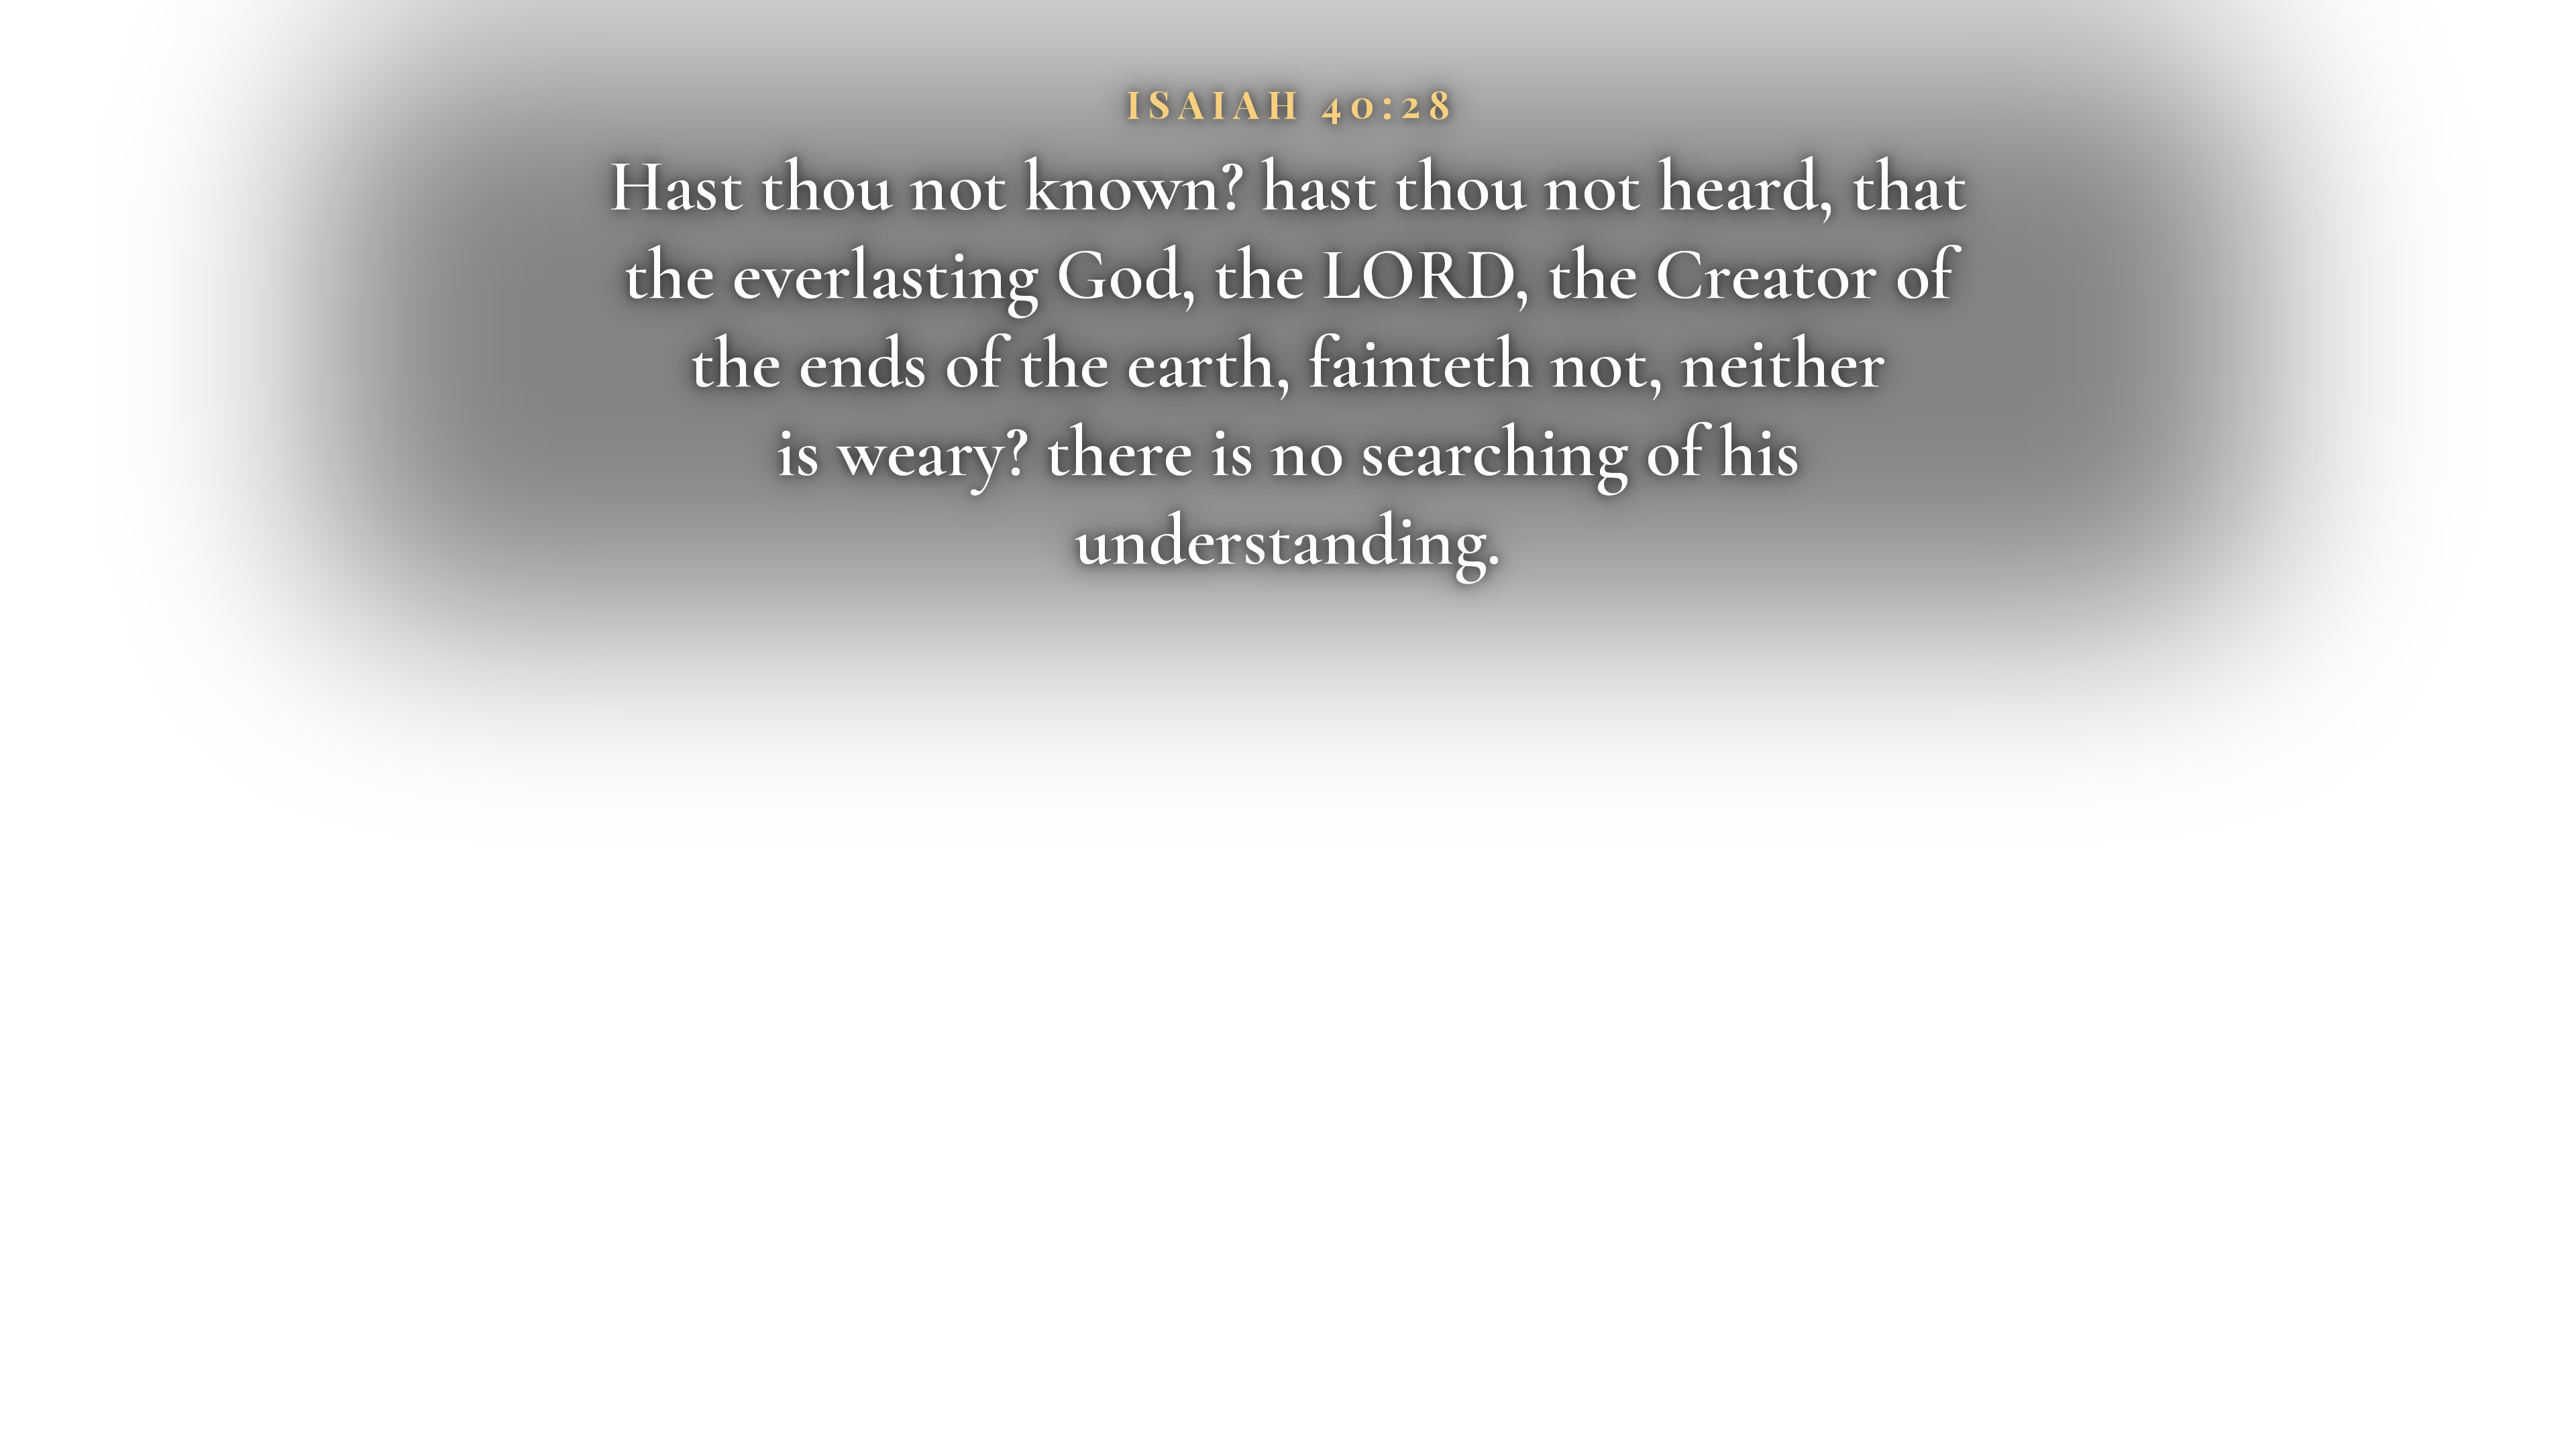 ISAIAH 40:28
Hast thou not known? hast thou not heard, that
the everlasting God, the LORD, the Creator of
the ends of the earth, fainteth not, neither
is weary? there is no searching of his
understanding.